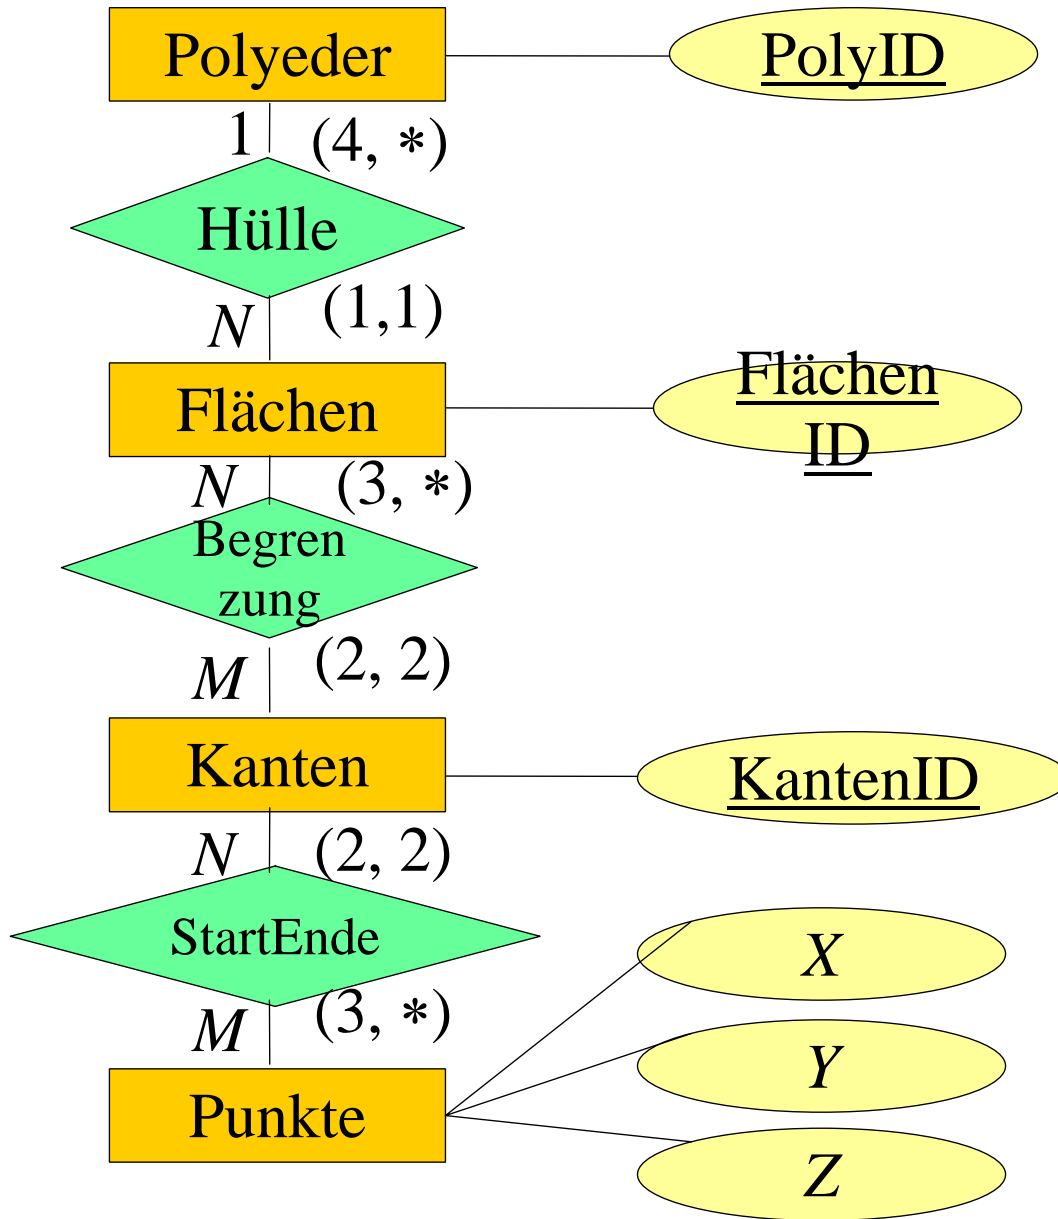 Polyeder
PolyID
1
(4, *)
Hülle
N
(1,1)
Flächen
Flächen
ID
N
(3, *)
Begren
zung
M
(2, 2)
Kanten
KantenID
N
(2, 2)
StartEnde
X
M
(3, *)
Y
Punkte
Z